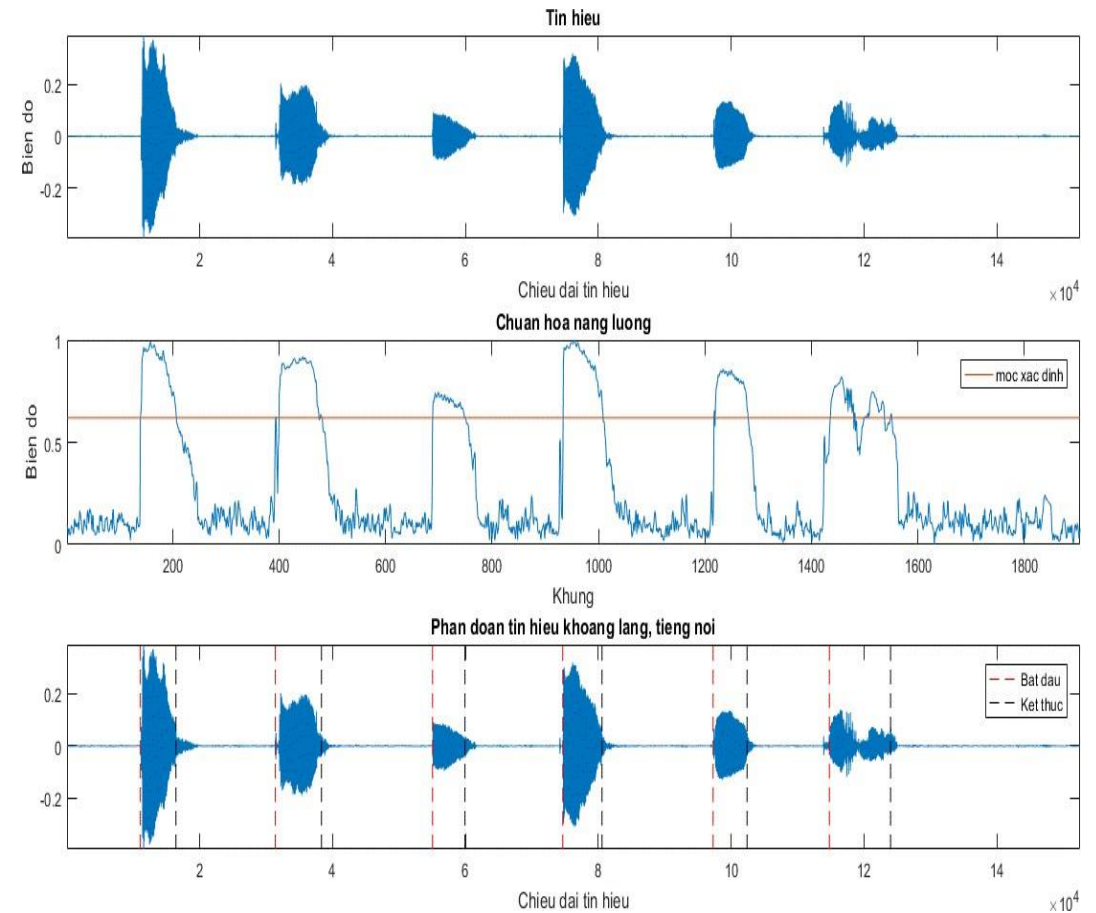 Tin hieu
Bien do
0.2
0
-0.2
2 4 6 8 10 12 14
Chieu dai tin hieu
×10^4
Chuan hoa nang luong
Bien do
1
0.5
0
moc xac dinh
200 400 600 800 1000 1200 1400 1600 1800
Khung
Phan doan tin hieu khoang lang, tieng noi
0.2
0
-0.2
Bat dau
Ket thuc
2 4 6 8 10 12 14
Chieu dai tin hieu
×10^4